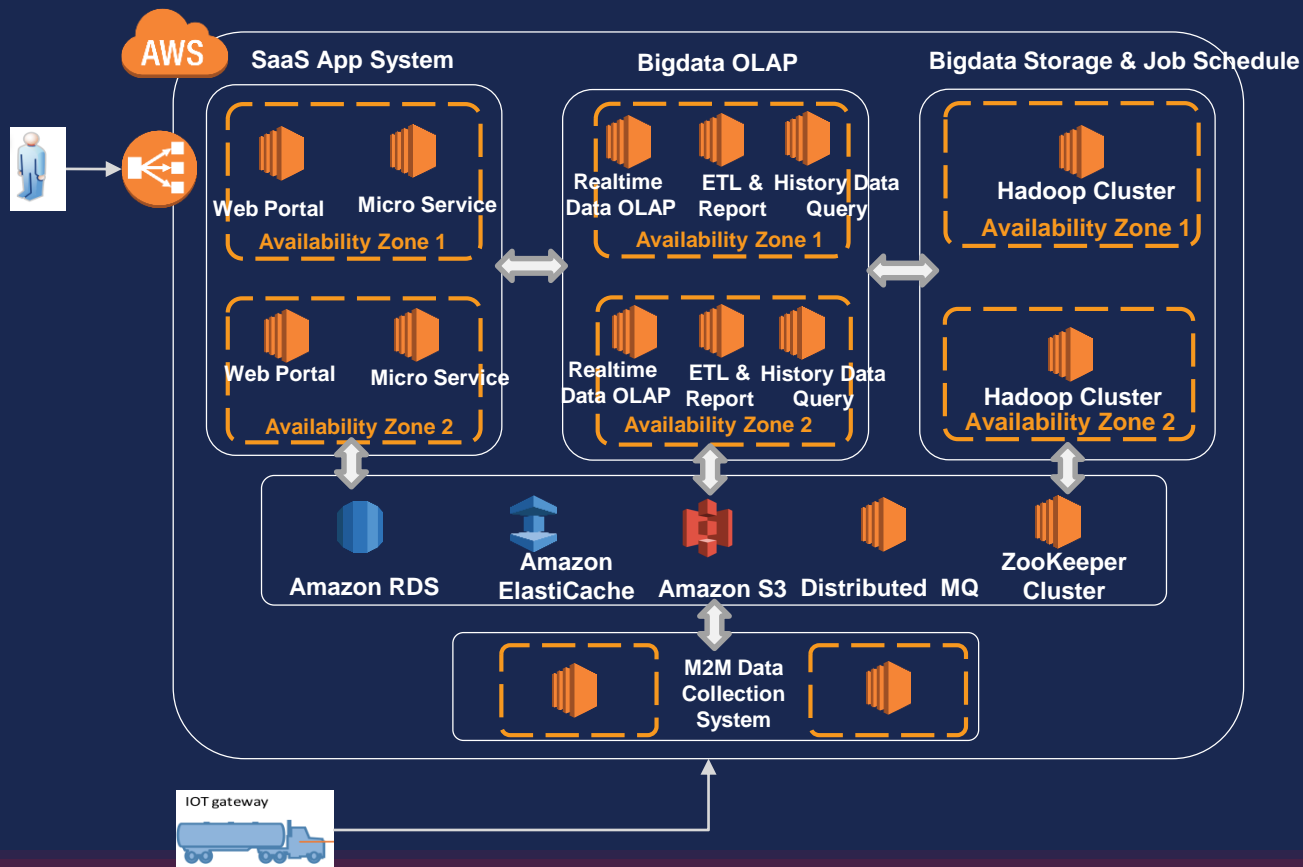 AWS
SaaS App System
Bigdata OLAP
Bigdata Storage & Job Schedule
Web Portal
Micro Service
Availability Zone 1
Realtime
Data OLAP
ETL &
Report
History Data
Query
Availability Zone 1
Hadoop Cluster
Availability Zone 1
Web Portal
Micro Service
Availability Zone 2
Realtime
Data OLAP
ETL &
Report
History Data
Query
Availability Zone 2
Hadoop Cluster
Availability Zone 2
Amazon RDS
Amazon
ElastiCache
Amazon S3
Distributed MQ
ZooKeeper
Cluster
M2M Data
Collection
System
IOT gateway